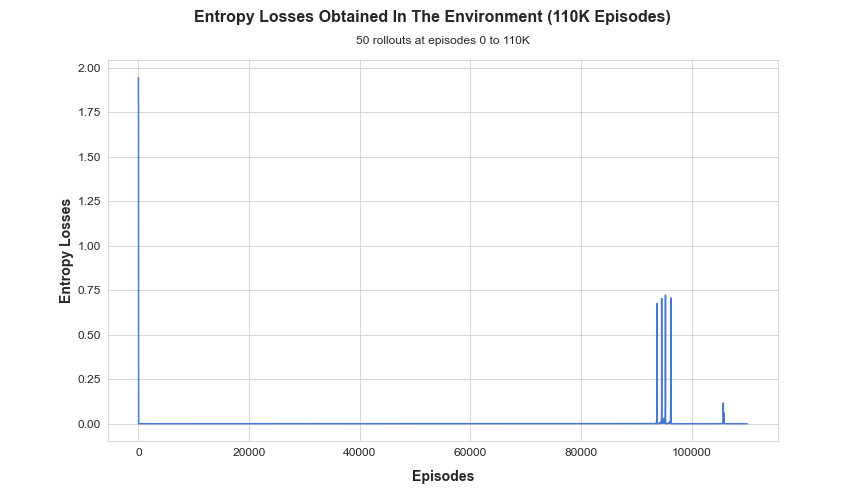 Entropy Losses Obtained In The Environment (110K Episodes)
50 rollouts at episodes 0 to 110K
Entropy Losses
2.00
1.75
1.50
1.25
1.00
0.75
0.50
0.25
0.00
0 20000 40000 60000 80000 100000
Episodes